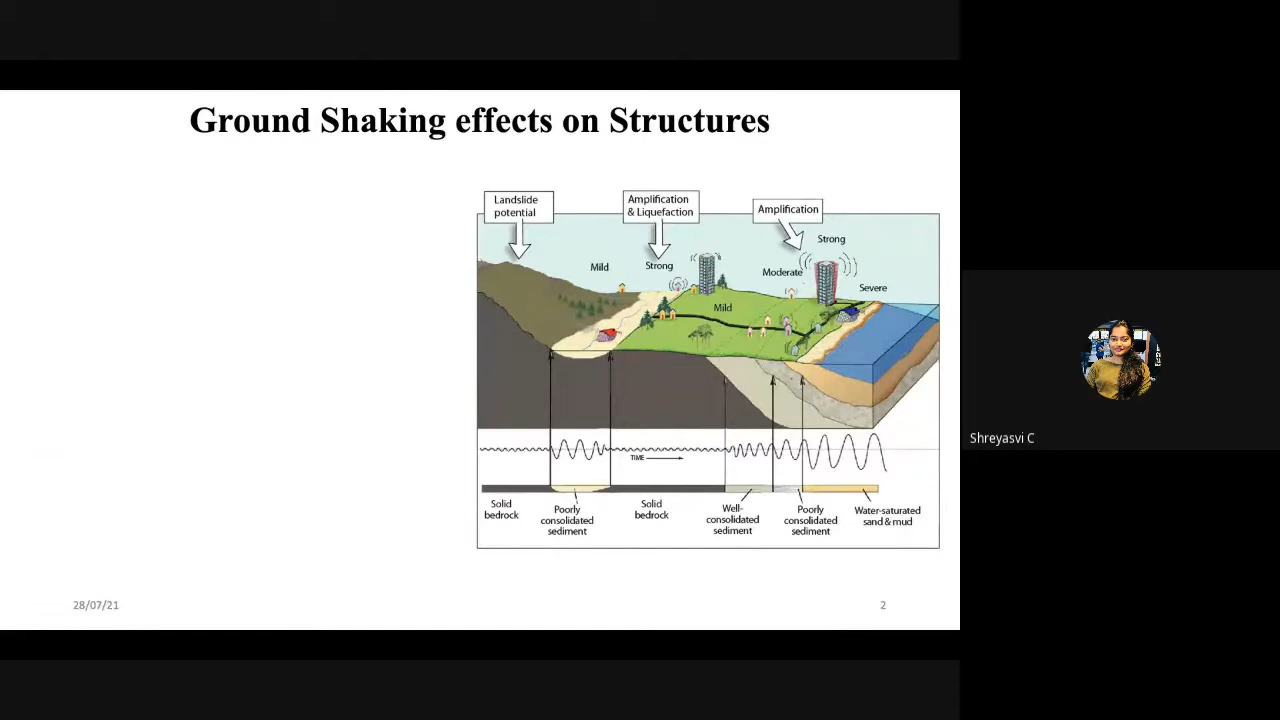 Ground Shaking effects on Structures
Landslide
potential
Amplification
& Liquefaction
Amplification
Strong
Mild
Strong
Moderate
Severe
Mild
TIME
Solid
bedrock
Poorly
consolidated
sediment
Solid
bedrock
Well-
consolidated
sediment
Poorly
consolidated
sediment
Water-saturated
sand & mud
28/07/21
2
Shreyasvi C